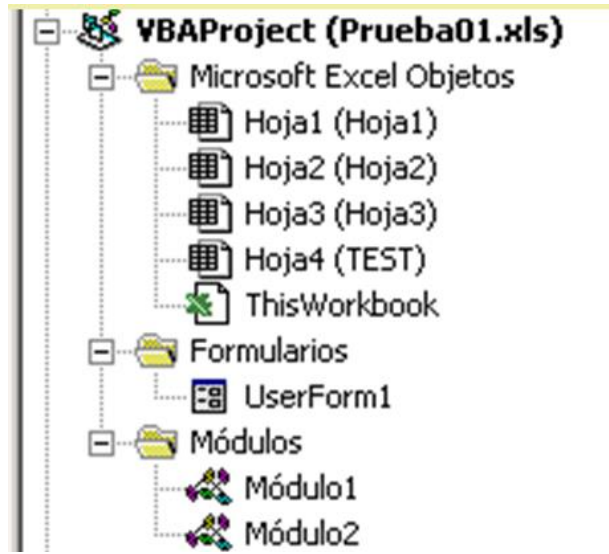 VBAProject (Prueba01.xls)
Microsoft Excel Objetos
Hoja1 (Hoja1)
Hoja2 (Hoja2)
Hoja3 (Hoja3)
Hoja4 (TEST)
ThisWorkbook
Formularios
UserForm1
Módulos
Módulo1
Módulo2